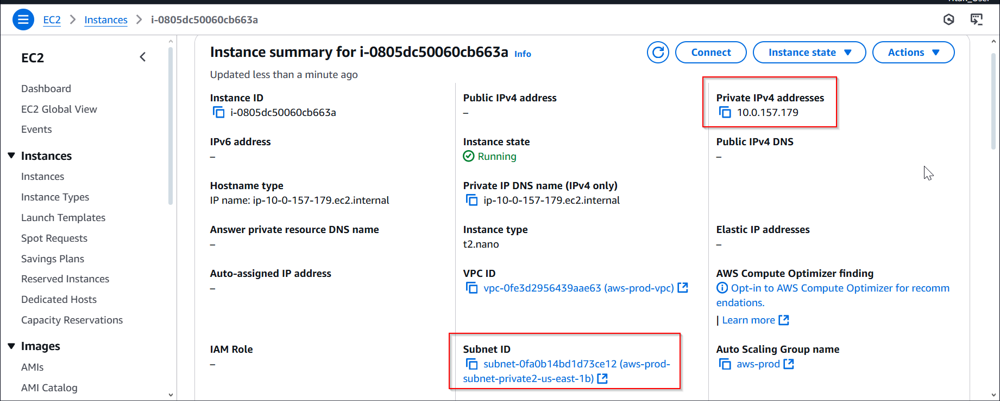 EC2 > Instances > i-0805dc50060cb663a
EC2
Dashboard
EC2 Global View
Events
Instances
Instances
Instance Types
Launch Templates
Spot Requests
Savings Plans
Reserved Instances
Dedicated Hosts
Capacity Reservations
Images
AMIs
AMI Catalog
Instance summary for i-0805dc50060cb663a Info
Connect
Instance state
Actions
Updated less than a minute ago
Instance ID
i-0805dc50060cb663a
Public IPv4 address
–
Private IPv4 addresses
10.0.157.179
IPv6 address
–
Instance state
Running
Public IPv4 DNS
–
Hostname type
IP name: ip-10-0-157-179.ec2.internal
Private IP DNS name (IPv4 only)
ip-10-0-157-179.ec2.internal
Answer private resource DNS name
–
Instance type
t2.nano
Elastic IP addresses
–
Auto-assigned IP address
–
VPC ID
vpc-0fe3d2956439aae63 (aws-prod-vpc)
AWS Compute Optimizer finding
Opt-in to AWS Compute Optimizer for recomm
endations.
| Learn more
IAM Role
–
Subnet ID
subnet-0fa0b14bd1d73ce12 (aws-prod-
subnet-private2-us-east-1b)
Auto Scaling Group name
aws-prod